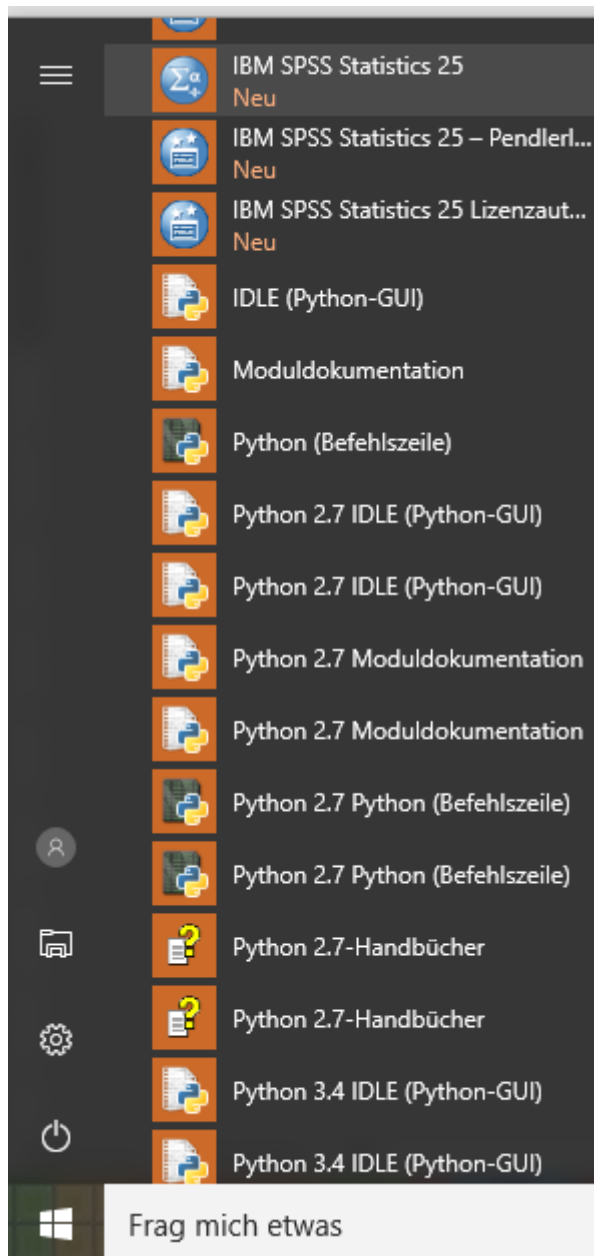 IBM SPSS Statistics 25
Neu
IBM SPSS Statistics 25 – Pendlerl...
Neu
IBM SPSS Statistics 25 Lizenzaut...
Neu
IDLE (Python-GUI)
Moduldokumentation
Python (Befehlszeile)
Python 2.7 IDLE (Python-GUI)
Python 2.7 IDLE (Python-GUI)
Python 2.7 Moduldokumentation
Python 2.7 Moduldokumentation
Python 2.7 Python (Befehlszeile)
Python 2.7 Python (Befehlszeile)
Python 2.7-Handbücher
Python 2.7-Handbücher
Python 3.4 IDLE (Python-GUI)
Python 3.4 IDLE (Python-GUI)
Frag mich etwas